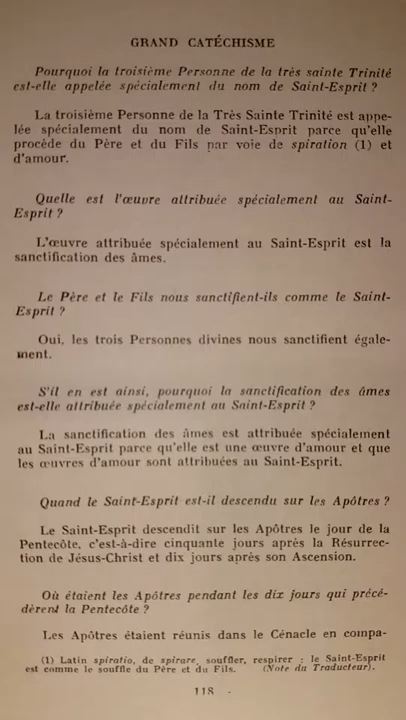 GRAND CATÉCHISME
Pourquoi la troisième Personne de la très sainte Trinité
est-elle appelée spécialement du nom de Saint-Esprit ?
La troisième Personne de la Très Sainte Trinité est appe-
lée spécialement du nom de Saint-Esprit parce qu'elle
procède du Père et du Fils par voie de spiration (1) et
d'amour.
Quelle est l'œuvre attribuée spécialement au Saint-
Esprit ?
L'œuvre attribuée spécialement au Saint-Esprit est la
sanctification des âmes.
Le Père et le Fils nous sanctifient-ils comme le Saint-
Esprit ?
Oui, les trois Personnes divines nous sanctifient égale-
ment.
S'il en est ainsi, pourquoi la sanctification des âmes
est-elle attribuée spécialement au Saint-Esprit ?
La sanctification des âmes est attribuée spécialement
au Saint-Esprit parce qu'elle est une œuvre d'amour et que
les œuvres d'amour sont attribuées au Saint-Esprit.
Quand le Saint-Esprit est-il descendu sur les Apôtres ?
Le Saint-Esprit descendit sur les Apôtres le jour de la
Pentecôte, c'est-à-dire cinquante jours après la Résurrec-
tion de Jésus-Christ et dix jours après son Ascension.
Où étaient les Apôtres pendant les dix jours qui précé-
dèrent la Pentecôte ?
Les Apôtres étaient réunis dans le Cénacle en compa-
(1) Latin spiratio, de spirare, souffler, respirer : le Saint-Esprit
est comme le souffle du Père et du Fils. (Note du Traducteur).
118